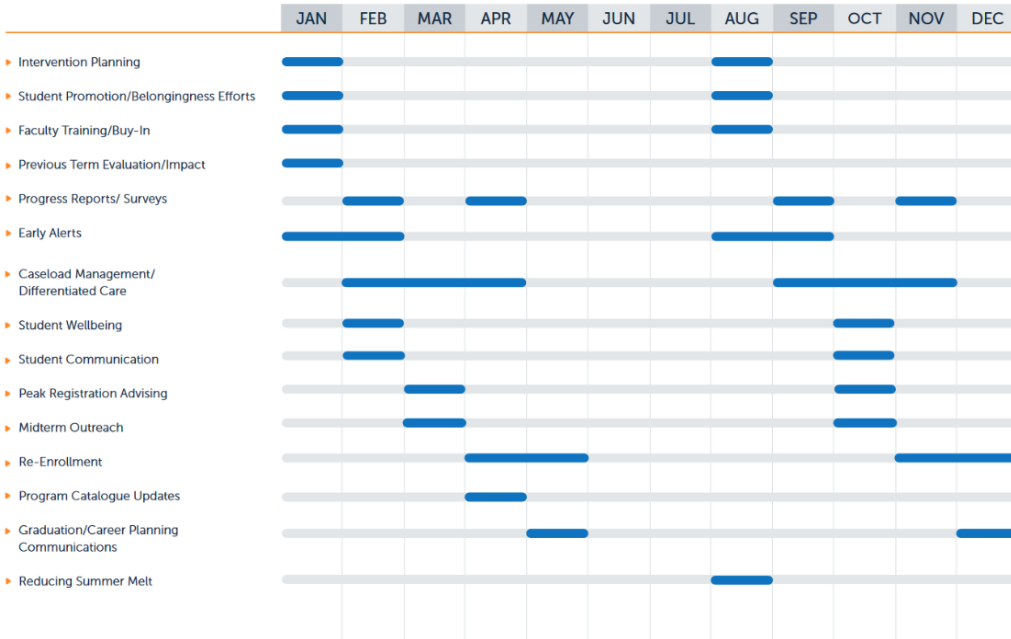 JAN FEB MAR APR MAY JUN JUL AUG SEP OCT NOV DEC
Intervention Planning
Student Promotion/Belongingness Efforts
Faculty Training/Buy-In
Previous Term Evaluation/Impact
Progress Reports/ Surveys
Early Alerts
Caseload Management/
Differentiated Care
Student Wellbeing
Student Communication
Peak Registration Advising
Midterm Outreach
Re-Enrollment
Program Catalogue Updates
Graduation/Career Planning
Communications
Reducing Summer Melt